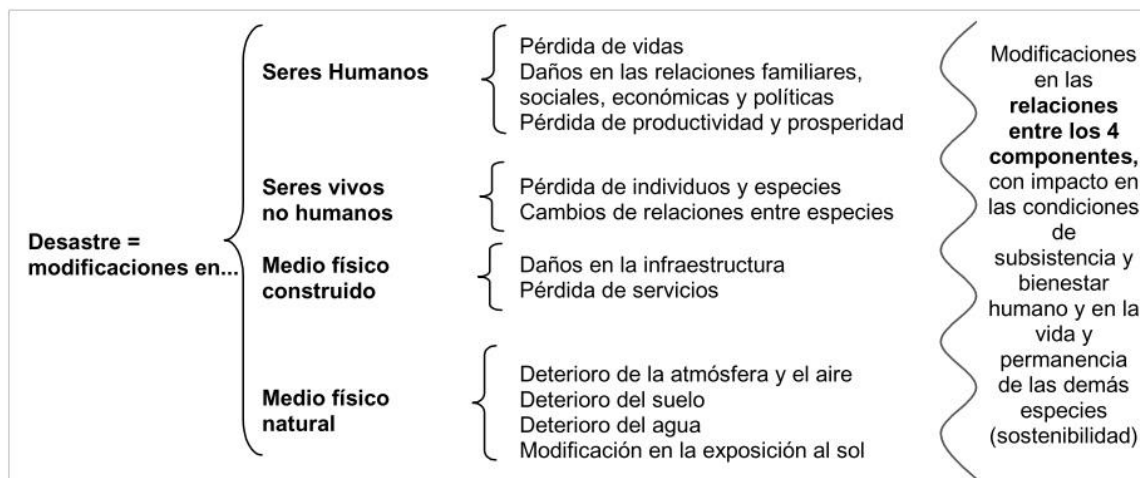 Desastre =
modificaciones en...
Seres Humanos
Pérdida de vidas
Daños en las relaciones familiares,
sociales, económicas y políticas
Pérdida de productividad y prosperidad
Seres vivos
no humanos
Pérdida de individuos y especies
Cambios de relaciones entre especies
Medio físico
construido
Daños en la infraestructura
Pérdida de servicios
Medio físico
natural
Deterioro de la atmósfera y el aire
Deterioro del suelo
Deterioro del agua
Modificación en la exposición al sol
Modificaciones
en las
relaciones
entre los 4
componentes,
con impacto en
las condiciones
de
subsistencia y
bienestar
humano y en la
vida y
permanencia
de las demás
especies
(sostenibilidad)